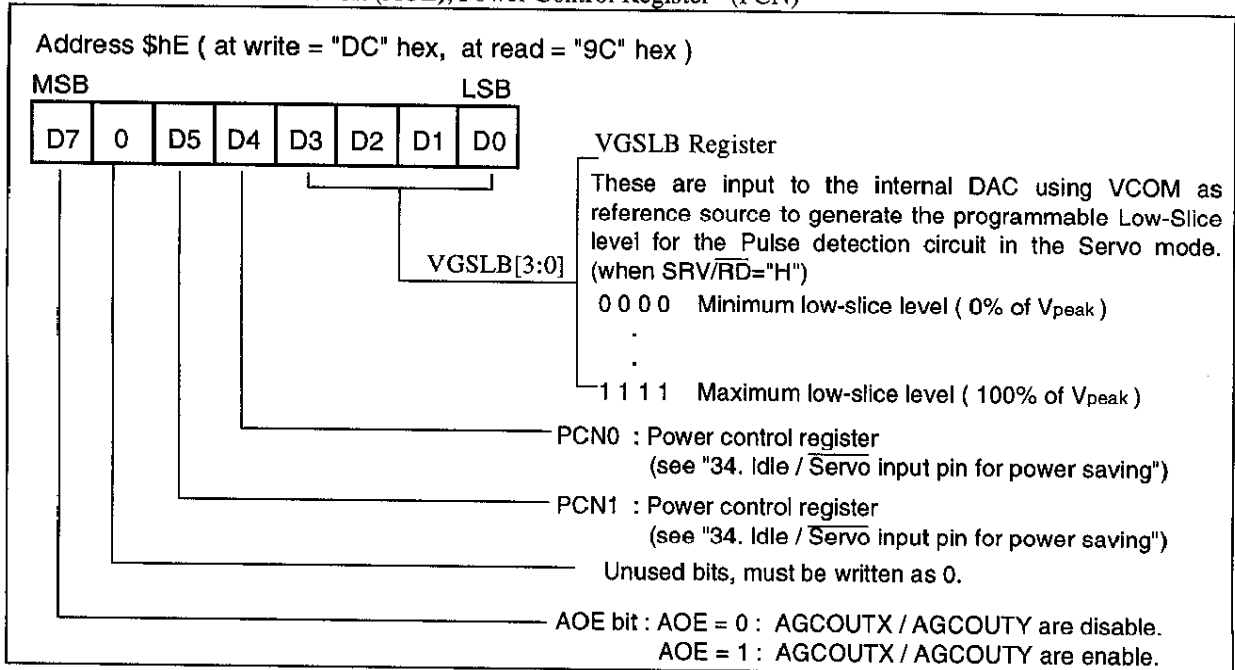 (PCN)
Address $hE ( at write = "DC" hex, at read = "9C" hex )
MSB LSB
D7 0 D5 D4 D3 D2 D1 D0
VGSLB Register
These are input to the internal DAC using VCOM as
reference source to generate the programmable Low-Slice
level for the Pulse detection circuit in the Servo mode.
VGSLB[3:0]
(when SRV/RD="H")
0 0 0 0 Minimum low-slice level ( 0% of Vpeak )
.
.
1 1 1 1 Maximum low-slice level ( 100% of Vpeak )
PCN0 : Power control register
(see "34. Idle / Servo input pin for power saving")
PCN1 : Power control register
(see "34. Idle / Servo input pin for power saving")
Unused bits, must be written as 0.
AOE bit : AOE = 0 : AGCOUTX / AGCOUTY are disable.
AOE = 1 : AGCOUTX / AGCOUTY are enable.